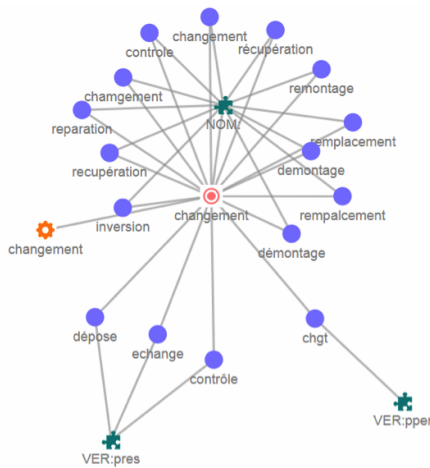 changement
controle
récupération
chamgement
remontage
reparation
NOM:
remplacement
recupération
demontage
changement
rempalcement
inversion
démontage
changement
dépose
echange
chgt
contrôle
VER:pper
VER:pres